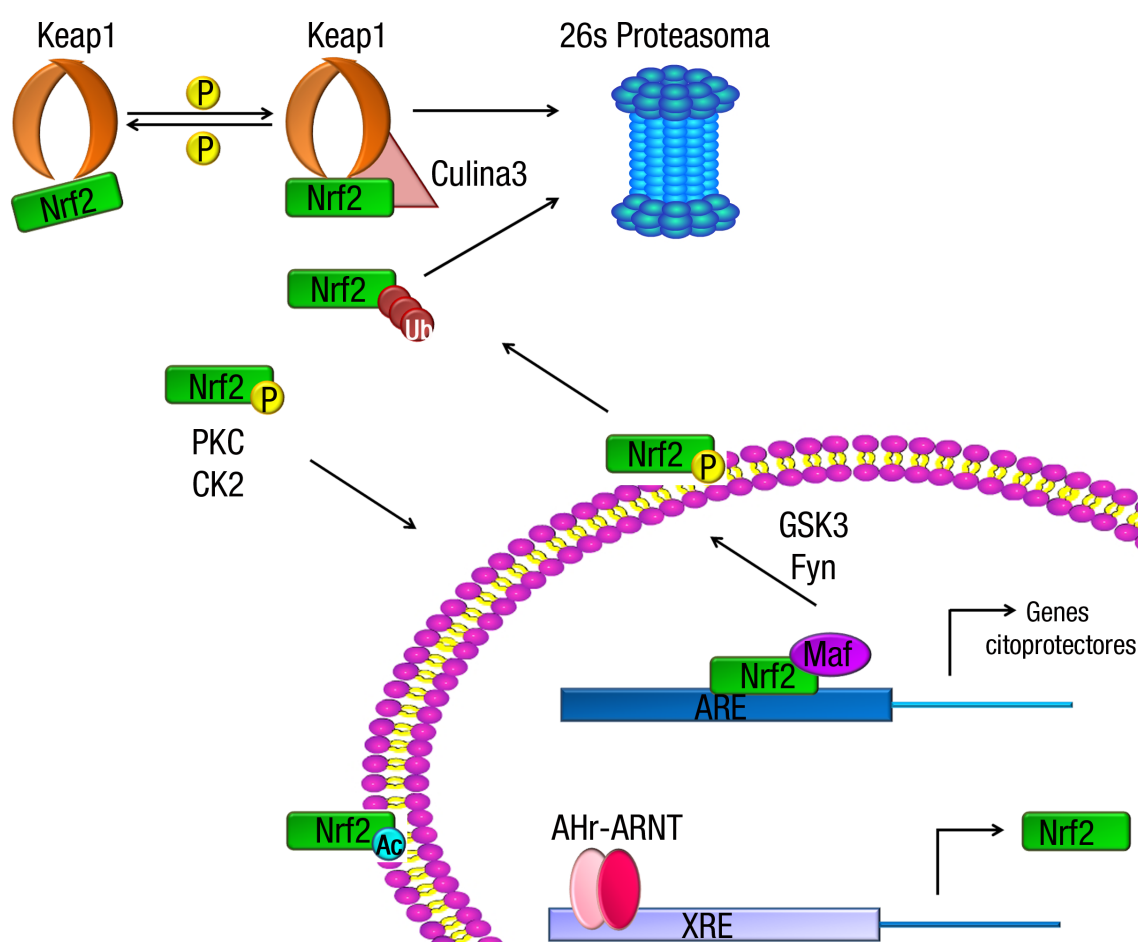 Keap1
Keap1
26s Proteasoma
P
P
Nrf2
Nrf2
Culina3
Nrf2
Ub
Nrf2
P
PKC
CK2
Nrf2
P
GSK3
Fyn
Genes
citoprotectores
Maf
Nrf2
ARE
Nrf2
Ac
AHr-ARNT
Nrf2
XRE